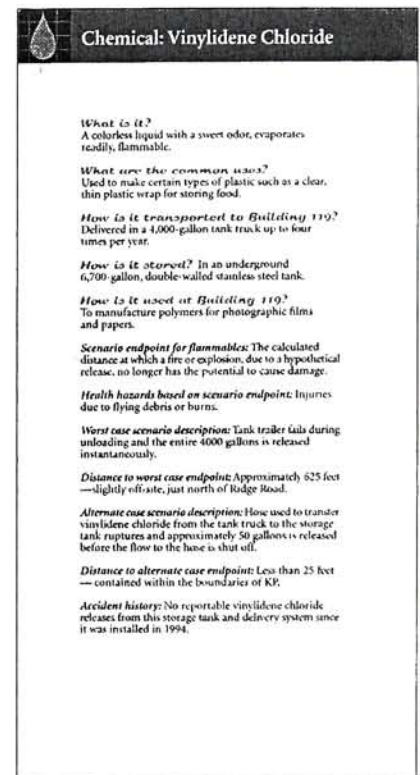 Chemical: Vinylidene Chloride
What is it?
A colorless liquid with a sweet odor, evaporates
readily, flammable.
What are the common uses?
Used to make certain types of plastic such as a clear,
thin plastic wrap for storing food.
How is it transported to Building 119?
Delivered in a 4,000-gallon tank truck up to four
times per year.
How is it stored? In an underground
6,700-gallon, double-walled stainless steel tank.
How is it used at Building 119?
To manufacture polymers for photographic films
and papers.
Scenario endpoint for flammables: The calculated
distance at which a fire or explosion, due to a hypothetical
release, no longer has the potential to cause damage.
Health hazards based on scenario endpoint: Injuries
due to flying debris or burns.
Worst case scenario description: Tank trailer fails during
unloading and the entire 4000 gallons is released
instantaneously.
Distance to worst case endpoint: Approximately 625 feet
—slightly off-site, just north of Ridge Road.
Alternate case scenario description: Hose used to transfer
vinylidene chloride from the tank truck to the storage
tank ruptures and approximately 50 gallons is released
before the flow to the hose is shut off.
Distance to alternate case endpoint: Less than 25 feet
— contained within the boundaries of KP.
Accident history: No reportable vinylidene chloride
releases from this storage tank and delivery system since
it was installed in 1994.